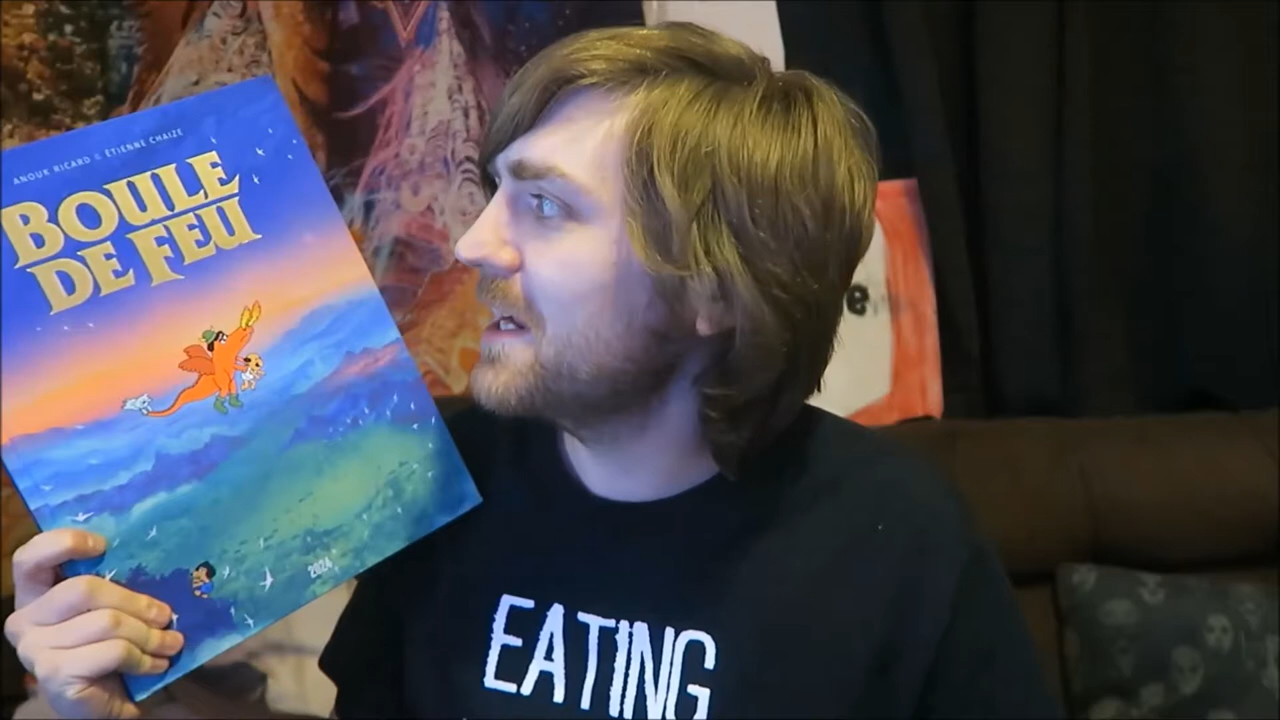 ANOUK RICARD & ÉTIENNE CHAIZE
BOULE
DE FEU
2024
EATING
e